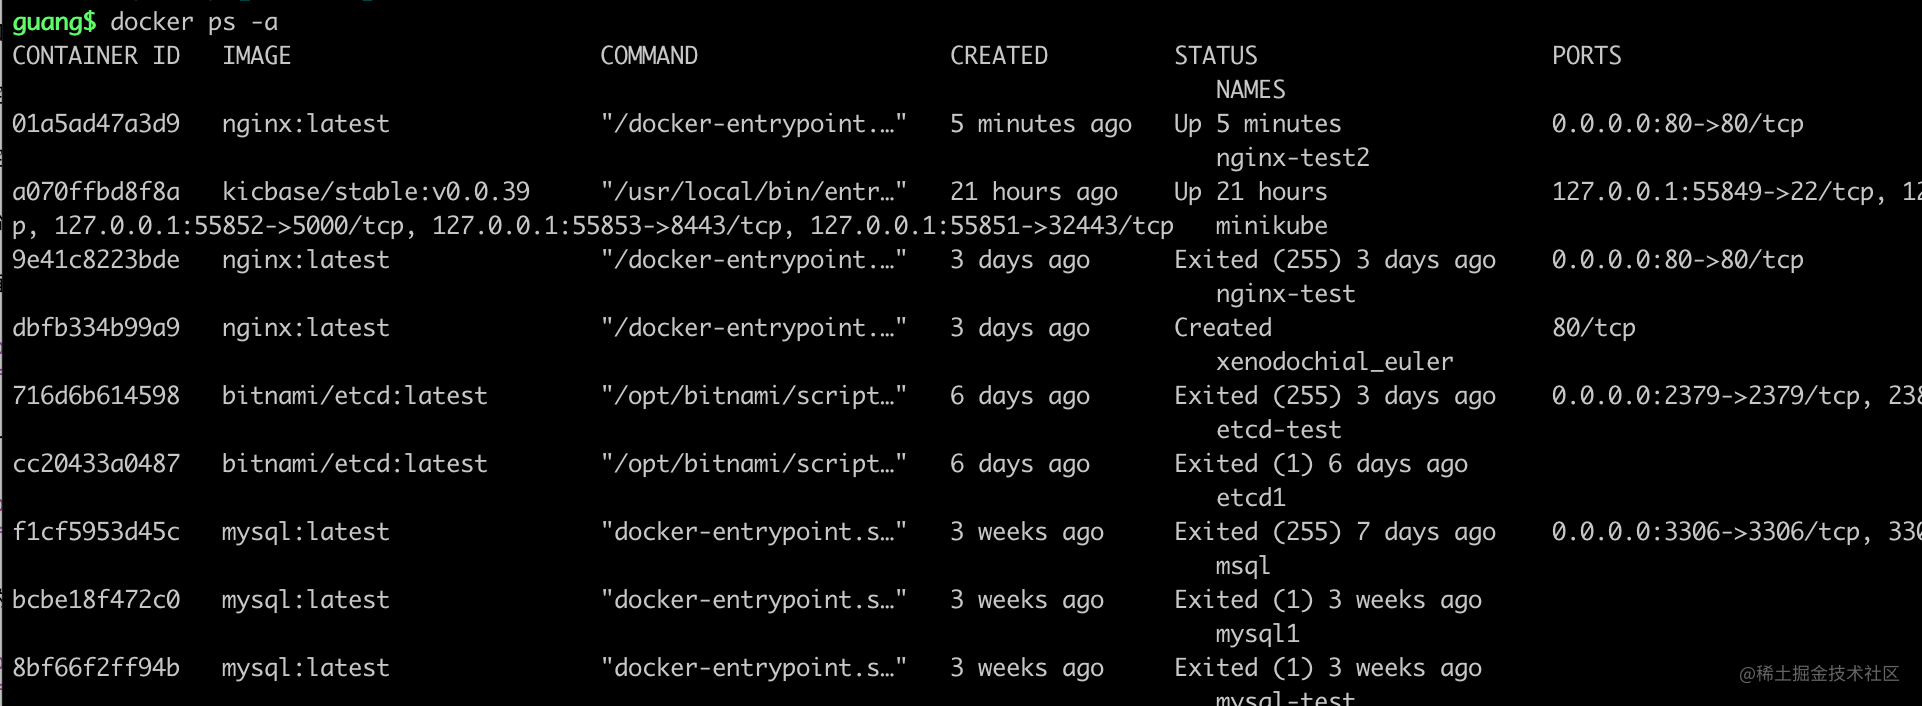 guang$ docker ps -a
CONTAINER ID   IMAGE                      COMMAND                  CREATED         STATUS                     PORTS
NAMES
01a5ad47a3d9   nginx:latest               "/docker-entrypoint.…"   5 minutes ago   Up 5 minutes               0.0.0.0:80->80/tcp
nginx-test2
a070ffbd8f8a   kicbase/stable:v0.0.39     "/usr/local/bin/entr…"   21 hours ago    Up 21 hours                127.0.0.1:55849->22/tcp, 12
p, 127.0.0.1:55852->5000/tcp, 127.0.0.1:55853->8443/tcp, 127.0.0.1:55851->32443/tcp   minikube
9e41c8223bde   nginx:latest               "/docker-entrypoint.…"   3 days ago      Exited (255) 3 days ago    0.0.0.0:80->80/tcp
nginx-test
dbfb334b99a9   nginx:latest               "/docker-entrypoint.…"   3 days ago      Created                    80/tcp
xenodochial_euler
716d6b614598   bitnami/etcd:latest        "/opt/bitnami/script…"   6 days ago      Exited (255) 3 days ago    0.0.0.0:2379->2379/tcp, 238
etcd-test
cc20433a0487   bitnami/etcd:latest        "/opt/bitnami/script…"   6 days ago      Exited (1) 6 days ago
etcd1
f1cf5953d45c   mysql:latest               "docker-entrypoint.s…"   3 weeks ago     Exited (255) 7 days ago    0.0.0.0:3306->3306/tcp, 330
msql
bcbe18f472c0   mysql:latest               "docker-entrypoint.s…"   3 weeks ago     Exited (1) 3 weeks ago
mysql1
8bf66f2ff94b   mysql:latest               "docker-entrypoint.s…"   3 weeks ago     Exited (1) 3 weeks ago
mysql-test
@稀土掘金技术社区